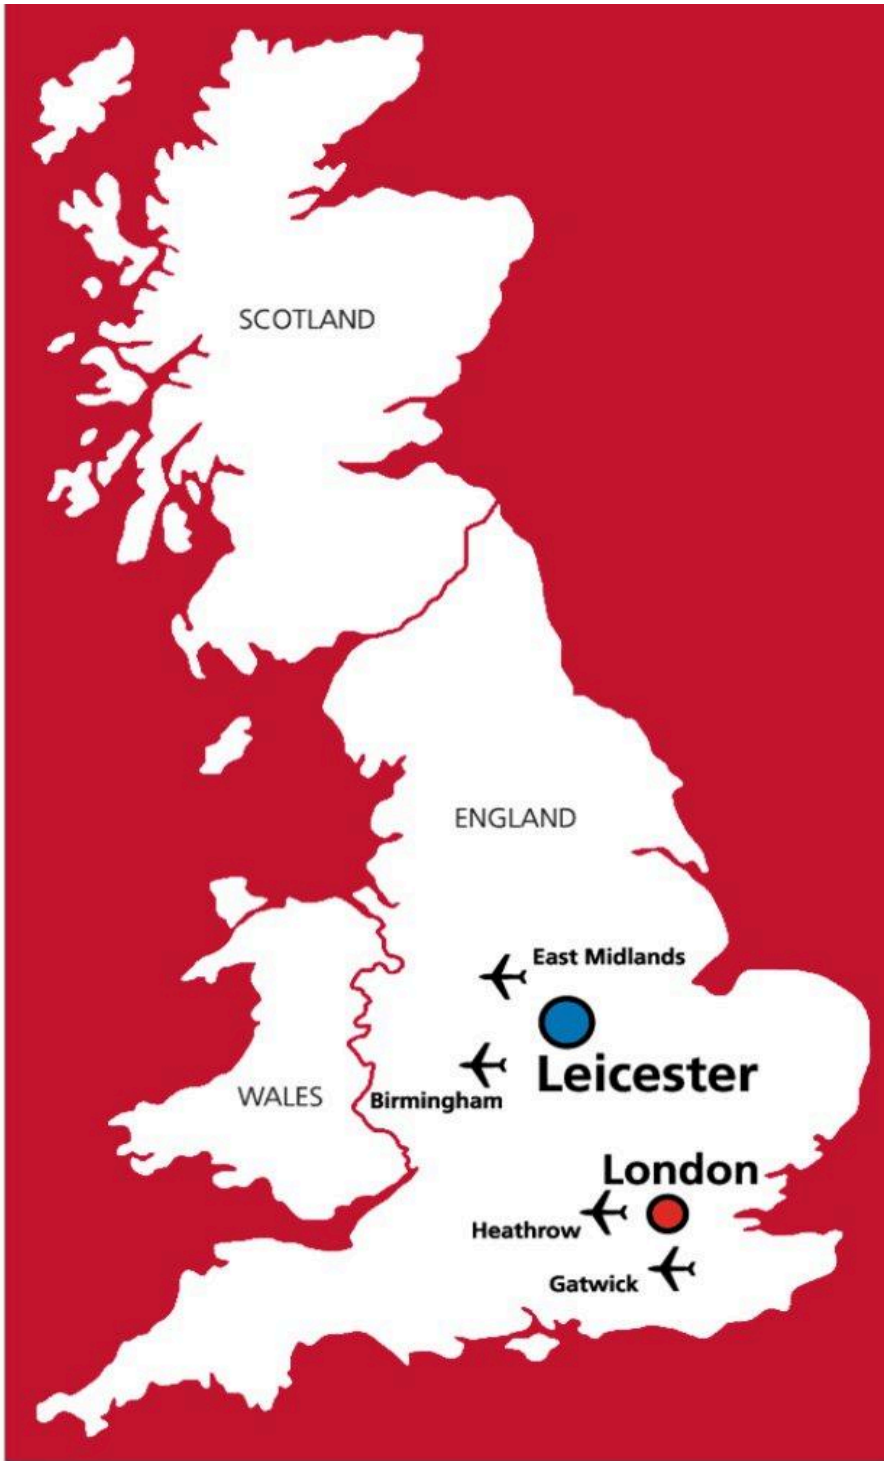 SCOTLAND
ENGLAND
East Midlands
Leicester
WALES
Birmingham
London
Heathrow
Gatwick